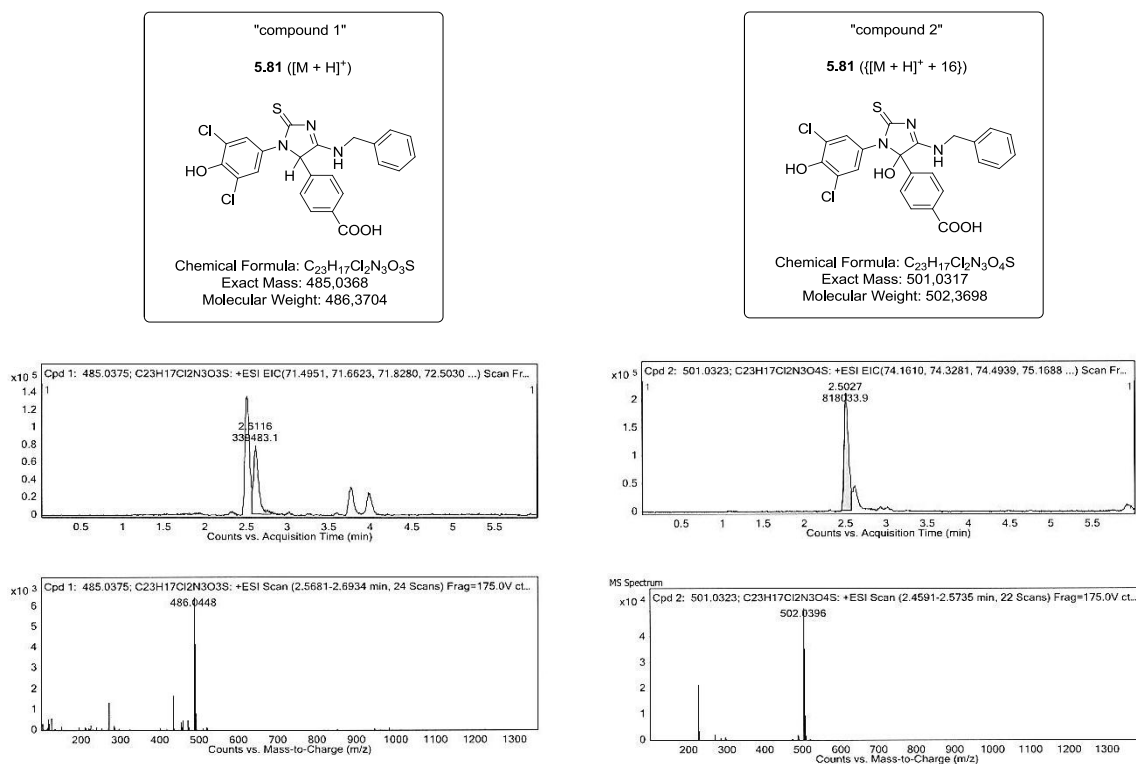 "compound 1"
5.81 ([M + H]+)
S
N
Cl
N
N
H
HO
H
Cl
COOH
Chemical Formula: C23H17Cl2N3O3S
Exact Mass: 485,0368
Molecular Weight: 486,3704
"compound 2"
5.81 ({[M + H]+ + 16})
S
N
Cl
N
N
H
HO
HO
Cl
COOH
Chemical Formula: C23H17Cl2N3O4S
Exact Mass: 501,0317
Molecular Weight: 502,3698
Cpd 1: 485.0375; C23H17Cl2N3O3S: +ESI EIC(71.4951, 71.6623, 71.8280, 72.5030 ...) Scan Fr...
x10 5
1 1
1.4
1.2
1
0.8
0.6
0.4
0.2
0
2.6116
0.5 1 1.5 2 2.5 3 3.5 4 4.5 5 5.5
Counts vs. Acquisition Time (min)
Cpd 2: 501.0323; C23H17Cl2N3O4S: +ESI EIC(74.1610, 74.3281, 74.4939, 75.1688 ...) Scan Fr...
x10 5
1 1
2
1.5
1
0.5
0
2.5027
818033.9
0.5 1 1.5 2 2.5 3 3.5 4 4.5 5 5.5
Counts vs. Acquisition Time (min)
Cpd 1: 485.0375; C23H17Cl2N3O3S: +ESI Scan (2.5681-2.6934 min, 24 Scans) Frag=175.0V ct...
x10 3
6
5
4
3
2
1
0
486.0448
100 200 300 400 500 600 700 800 900 1000 1100 1200 1300
Counts vs. Mass-to-Charge (m/z)
MS Spectrum
Cpd 2: 501.0323; C23H17Cl2N3O4S: +ESI Scan (2.4591-2.5735 min, 22 Scans) Frag=175.0V ct...
x10 4
4
3
2
1
0
502.0396
200 300 400 500 600 700 800 900 1000 1100 1200 1300
Counts vs. Mass-to-Charge (m/z)